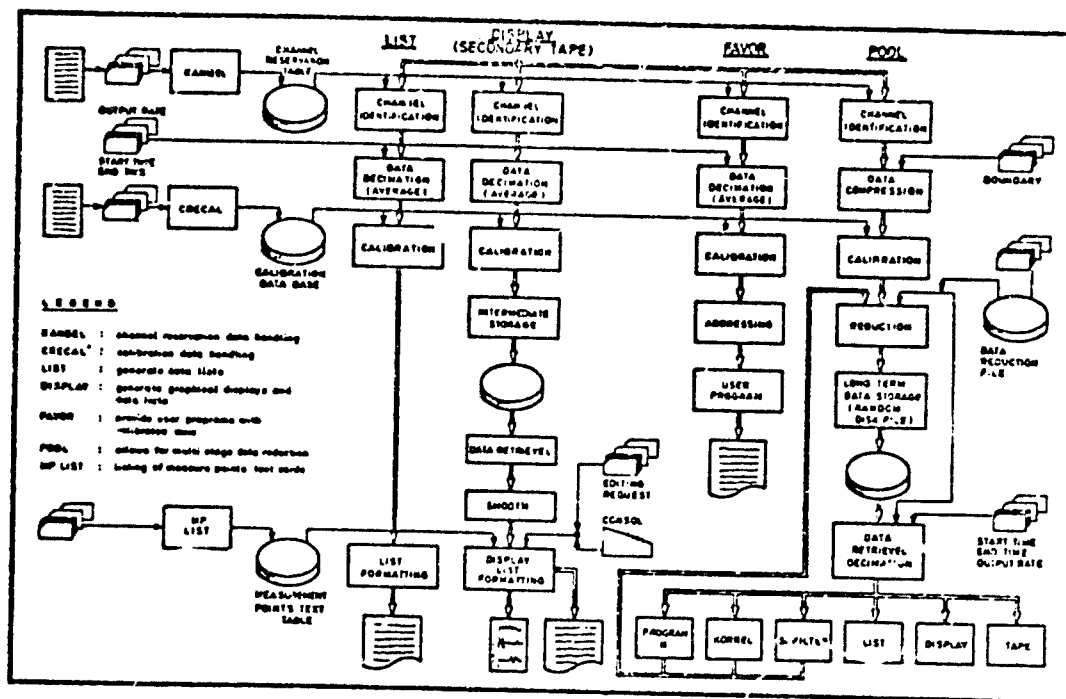 LIST
DISPLAY
(SECONDARY TAPE)
FAVOR
POOL
CHANNEL
RESERVATION
TABLE
OUTPUT RATE
START TIME
END TIME
CRECAL
CALIBRATION
DATA BASE
CHANNEL
IDENTIFICATION
DATA
DECIMATION
(AVERAGE)
CALIBRATION
LIST
FORMATTING
CHANNEL
IDENTIFICATION
DATA
DECIMATION
(AVERAGE)
CALIBRATION
INTERMEDIATE
STORAGE
DATA RETRIEVEL
SMOOTH
DISPLAY
LIST
FORMATTING
EDITING
REQUEST
CONSOL
CHANNEL
IDENTIFICATION
DATA
DECIMATION
(AVERAGE)
CALIBRATION
ADDRESSING
USER
PROGRAM
CHANNEL
IDENTIFICATION
BOUNDARY
DATA
COMPRESSION
CALIBRATION
REDUCTION
DATA
REDUCTION
FILE
LONG TERM
DATA STORAGE
(RANDOM
DISK FILE)
DATA
RETRIEVEL
DECIMATION
START TIME
END TIME
OUTPUT RATE
PROGRAM
KORREL
LIST
DISPLAY
TAPE
LEGEND
channel reservation data handling
CRECAL : calibration data handling
LIST : generate data lists
DISPLAY : generate graphical displays and
data lists
FAVOR : provide user programs with
data
POOL : allows for multi stage data reduction
MP LIST : listing of measure points text cards
MP
LIST
MEASUREMENT
POINTS TEXT
TABLE